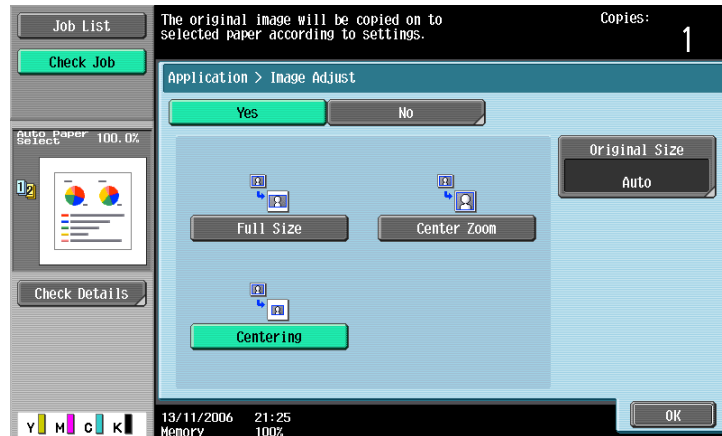 Job List
Check Job
The original image will be copied on to
selected paper according to settings.
Copies:
1
Application > Image Adjust
Yes
No
Auto Paper
Select
100.0%
1 2
Original Size
Auto
Full Size
Center Zoom
Centering
Check Details
OK
Y M C K
13/11/2006 21:25
Memory 100%